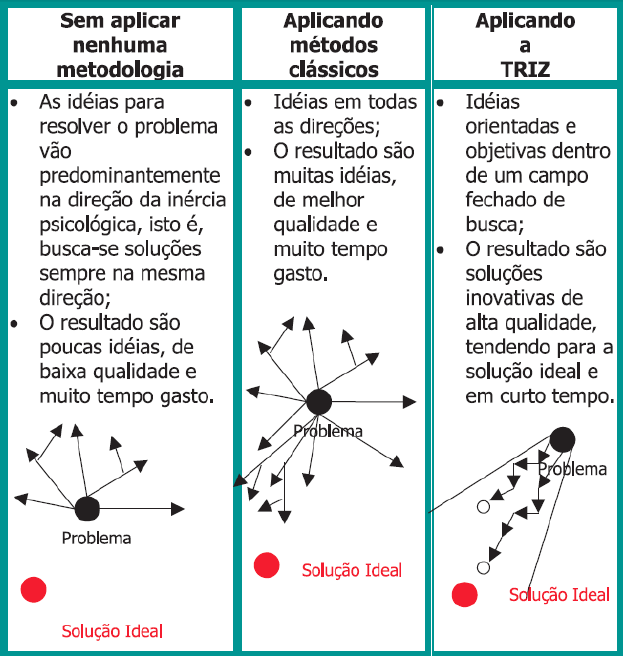 Sem aplicar
nenhuma
metodologia
• As idéias para
resolver o problema
vão
predominantemente
na direção da inércia
psicológica, isto é,
busca-se soluções
sempre na mesma
direção;
• O resultado são
poucas idéias, de
baixa qualidade e
muito tempo gasto.
Problema
Solução Ideal
Aplicando
métodos
clássicos
• Idéias em todas
as direções;
• O resultado são
muitas idéias,
de melhor
qualidade e
muito tempo
gasto.
Problema
Solução Ideal
Aplicando
a
TRIZ
• Idéias
orientadas e
objetivas dentro
de um campo
fechado de
busca;
• O resultado são
soluções
inovativas de
alta qualidade,
tendendo para a
solução ideal e
em curto tempo.
Problema
Solução Ideal